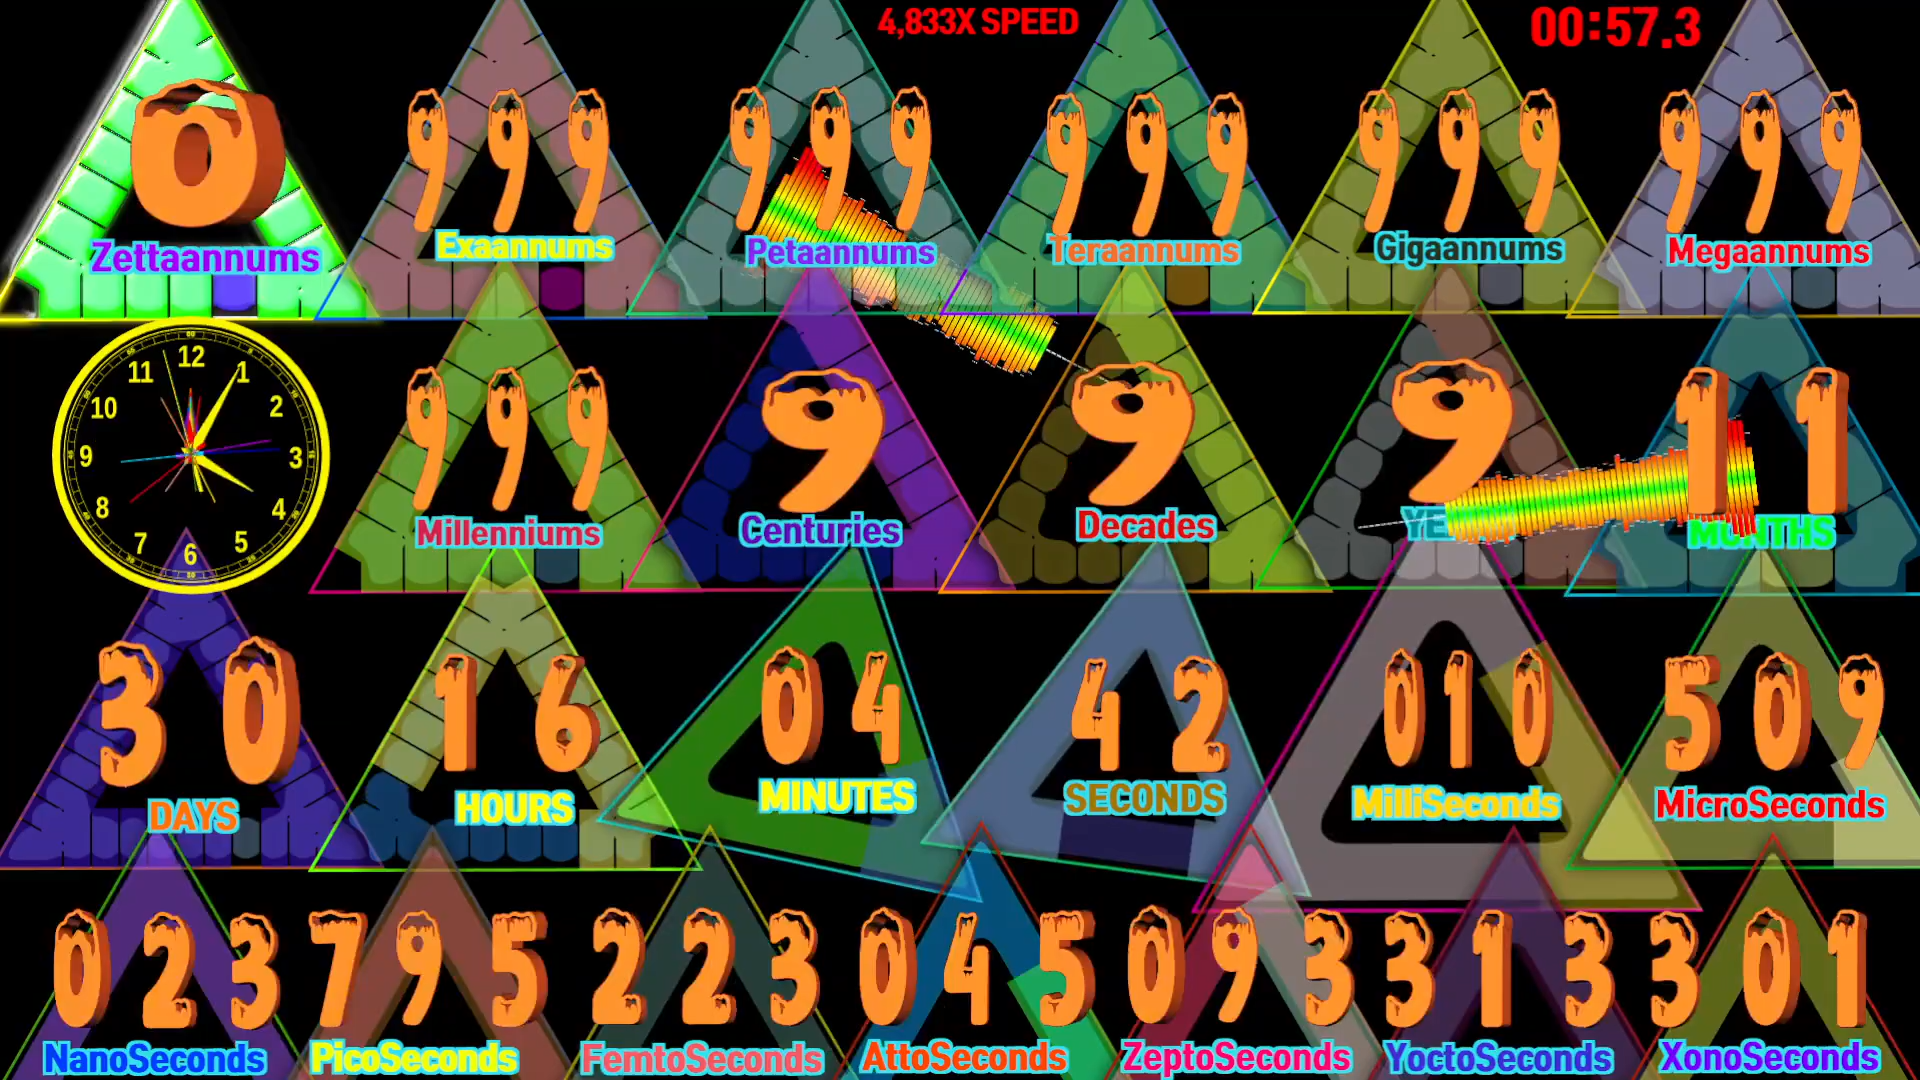 4,833X SPEED
00:57.3
0 999 999 999 999 999
Zettaannums Exaannums Petaannums Teraannums Gigaannums Megaannums
12
11 1
10 2
9 3
8 4
7 5
6
999 9 9 9 11
Millenniums Centuries Decades MONTHS
30 16 04 42 010 509
DAYS HOURS MINUTES SECONDS MilliSeconds MicroSeconds
023 795 223 045 093 313 301
NanoSeconds PicoSeconds FemtoSeconds AttoSeconds ZeptoSeconds YoctoSeconds XonoSeconds